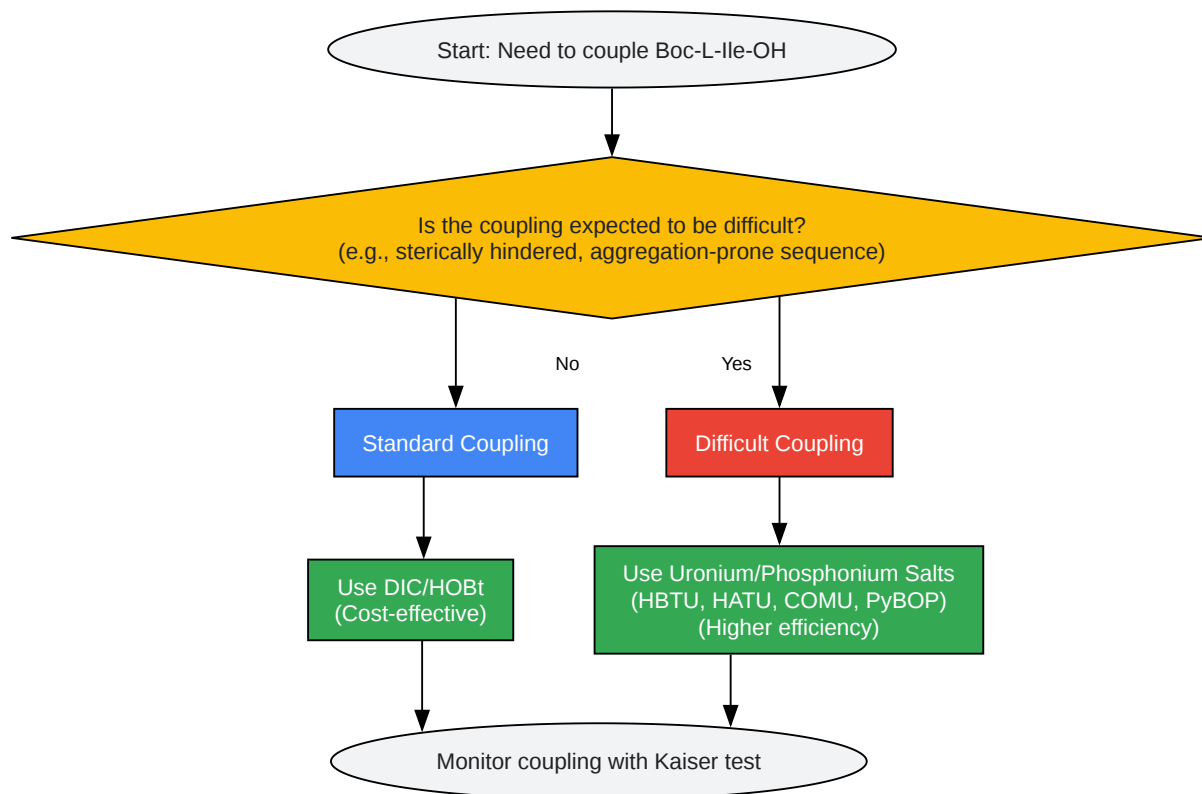 Start: Need to couple Boc-L-Ile-OH
Is the coupling expected to be difficult?
(e.g., sterically hindered, aggregation-prone sequence)
No
Yes
Standard Coupling
Difficult Coupling
Use DIC/HOBt
(Cost-effective)
Use Uronium/Phosphonium Salts
(HBTU, HATU, COMU, PyBOP)
(Higher efficiency)
Monitor coupling with Kaiser test